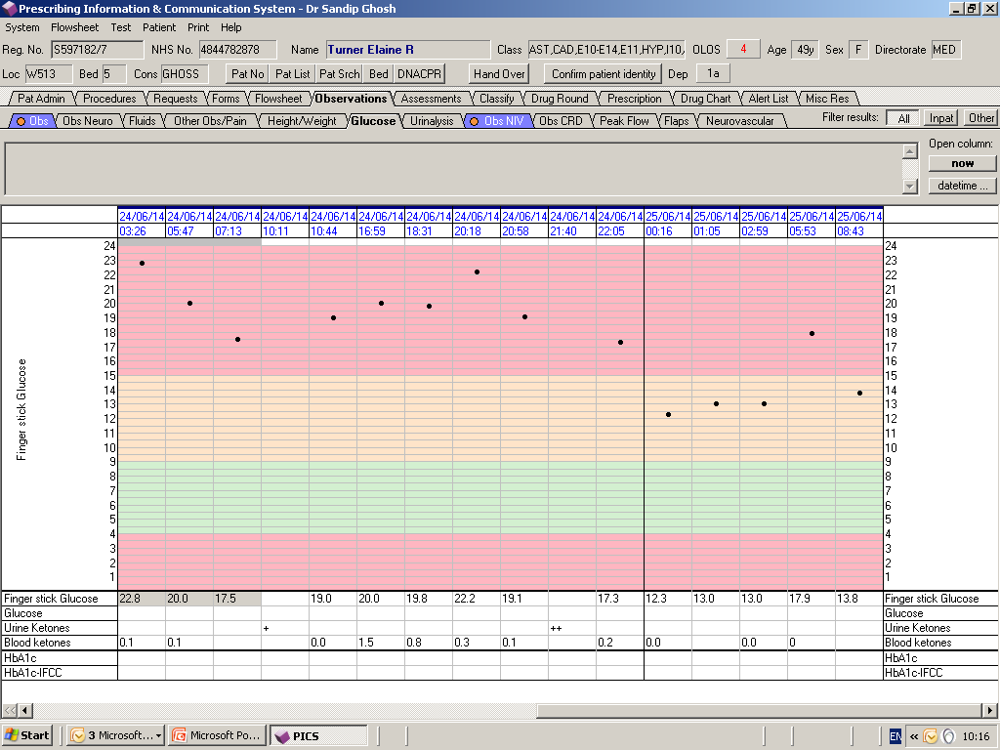 Prescribing Information & Communication System - Dr Sandip Ghosh
System Flowsheet Test Patient Print Help
Reg. No. S597182/7 NHS No. 4844782878 Name Turner Elaine R Class AST,CAD,E10-E14,E11,HYP,I10, OLOS 4 Age 49y Sex F Directorate MED
Loc W513 Bed 5 Cons GHOSS Pat No Pat List Pat Srch Bed DNACPR Hand Over Confirm patient identity Dep 1a
Pat Admin Procedures Requests Forms Flowsheet Observations Assessments Classify Drug Round Prescription Drug Chart Alert List Misc Res
Obs Obs Neuro Fluids Other Obs/Pain Height/Weight Glucose Urinalysis Obs NIV Obs CRD Peak Flow Flaps Neurovascular Filter results: All Inpat Other
Open column:
now
datetime ...
24/06/14 24/06/14 24/06/14 24/06/14 24/06/14 24/06/14 24/06/14 24/06/14 24/06/14 24/06/14 24/06/14 25/06/14 25/06/14 25/06/14 25/06/14 25/06/14
03:26 05:47 07:13 10:11 10:44 16:59 18:31 20:18 20:58 21:40 22:05 00:16 01:05 02:59 05:53 08:43
24 24
23 23
22 22
21 21
20 20
19 19
18 18
17 17
16 16
15 15
14 14
13 13
12 12
11 11
10 10
9 9
8 8
7 7
6 6
5 5
4 4
3 3
2 2
1 1
Finger stick Glucose
Finger stick Glucose 22.8 20.0 17.5 19.0 20.0 19.8 22.2 19.1 17.3 12.3 13.0 13.0 17.9 13.8 Finger stick Glucose
Glucose Glucose
Urine Ketones + ++ Urine Ketones
Blood ketones 0.1 0.1 0.0 1.5 0.8 0.3 0.1 0.2 0.0 0.0 0 Blood ketones
HbA1c HbA1c
HbA1c-IFCC HbA1c-IFCC
Start 3 Microsoft... Microsoft Po... PICS EN « 10:16